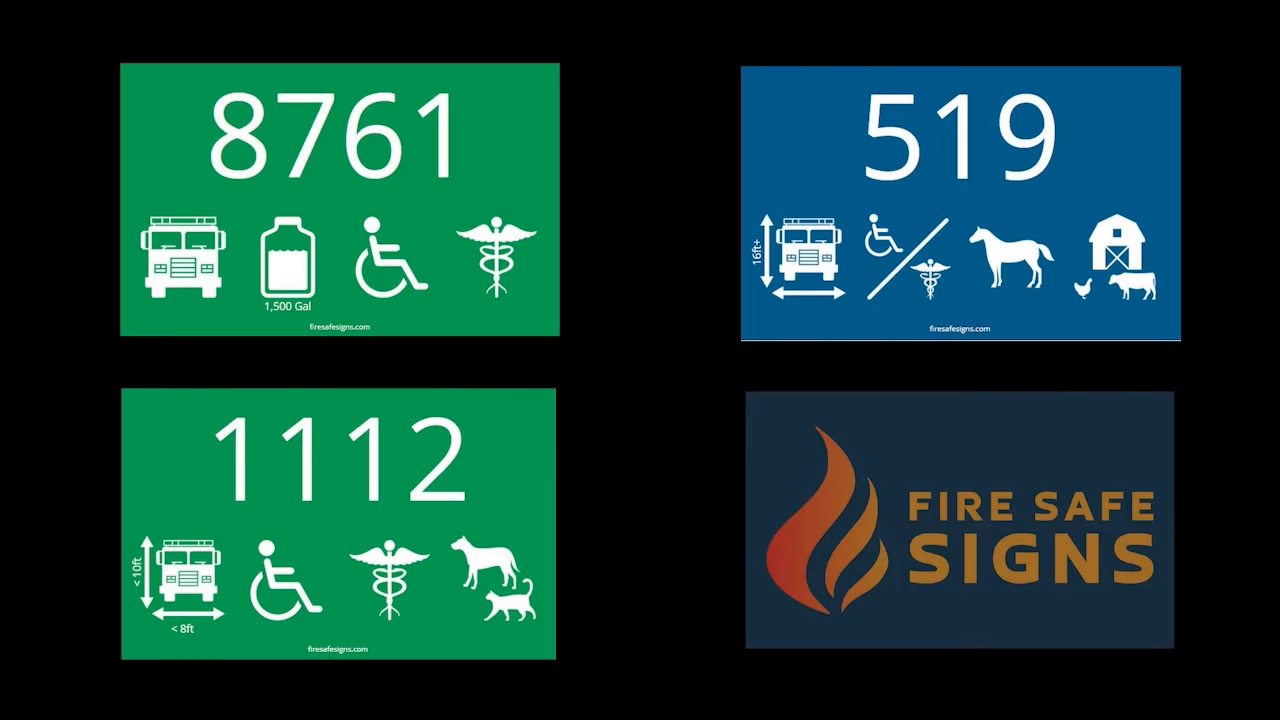 8761
1,500 Gal
firesafesigns.com
519
16ft+
firesafesigns.com
1112
< 10ft
< 8ft
firesafesigns.com
FIRE SAFE
SIGNS